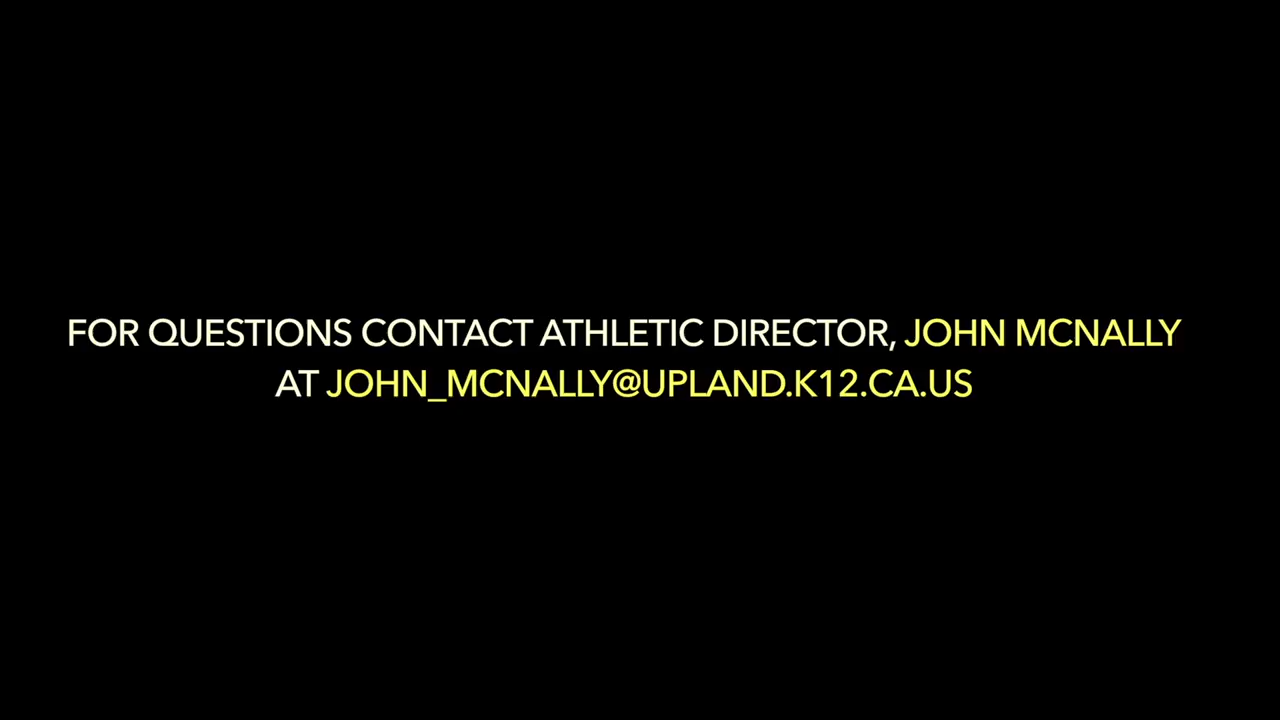 FOR QUESTIONS CONTACT ATHLETIC DIRECTOR, JOHN MCNALLY
AT JOHN_MCNALLY@UPLAND.K12.CA.US